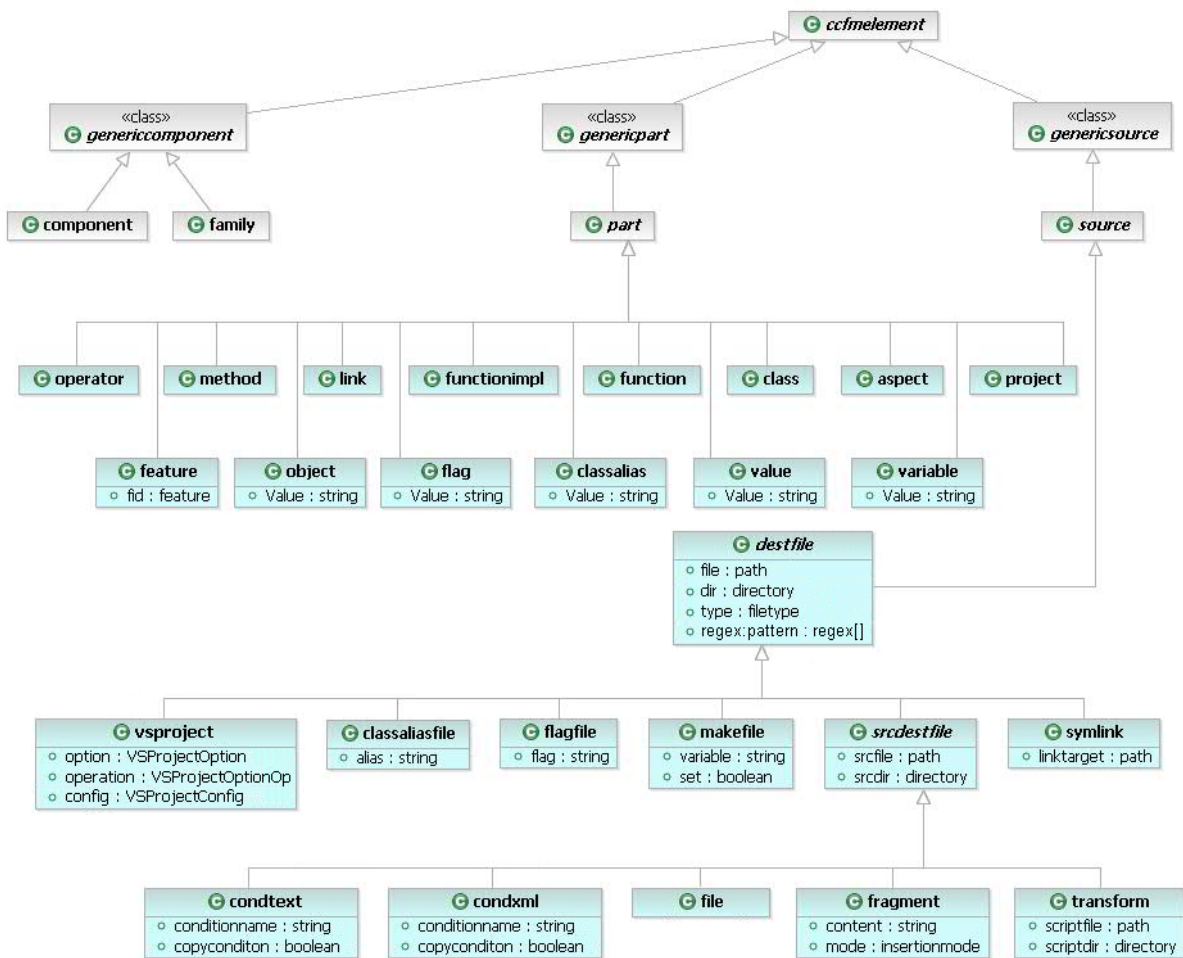 ccfmelement
«class»
genericcomponent
«class»
genericpart
«class»
genericsource
component
family
part
source
operator
method
link
functionimpl
function
class
aspect
project
feature
fid : feature
object
Value : string
flag
Value : string
classalias
Value : string
value
Value : string
variable
Value : string
destfile
file : path
dir : directory
type : filetype
regex:pattern : regex[]
vsproject
option : VSProjectOption
operation : VSProjectOptionOp
config : VSProjectConfig
classaliasfile
alias : string
flagfile
flag : string
makefile
variable : string
set : boolean
srcdestfile
srcfile : path
srcdir : directory
symlink
linktarget : path
condtext
conditionname : string
copyconditon : boolean
condxml
conditionname : string
copyconditon : boolean
file
fragment
content : string
mode : insertionmode
transform
scriptfile : path
scriptdir : directory